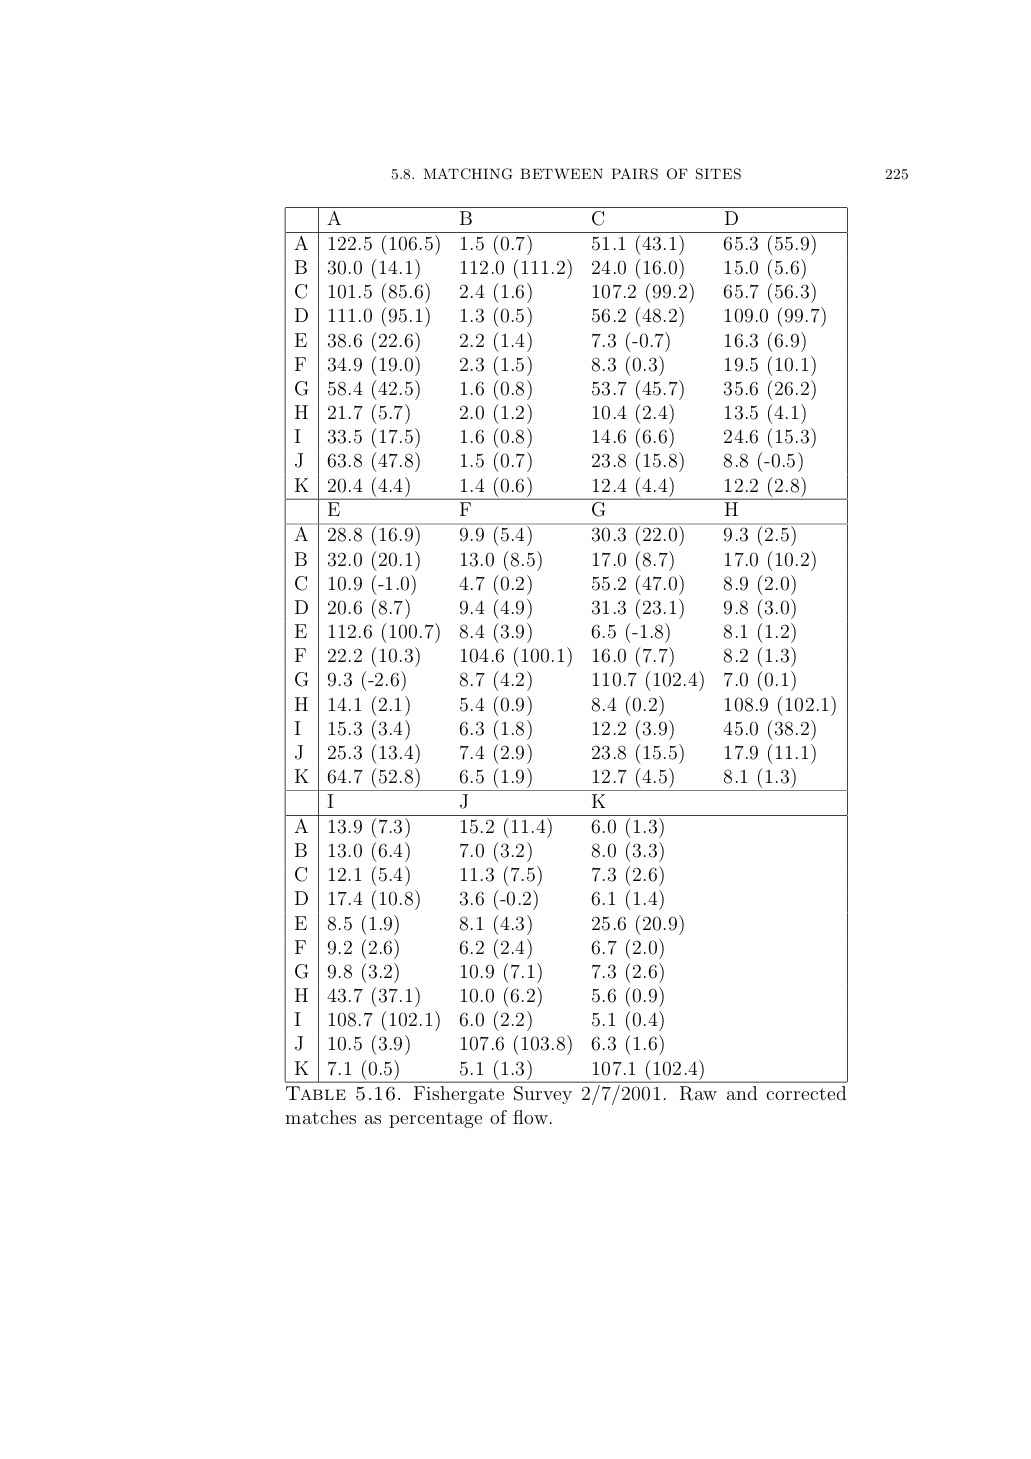 5.8. MATCHING BETWEEN PAIRS OF SITES 225
A B C D
A 122.5 (106.5) 1.5 (0.7) 51.1 (43.1) 65.3 (55.9)
B 30.0 (14.1) 112.0 (111.2) 24.0 (16.0) 15.0 (5.6)
C 101.5 (85.6) 2.4 (1.6) 107.2 (99.2) 65.7 (56.3)
D 111.0 (95.1) 1.3 (0.5) 56.2 (48.2) 109.0 (99.7)
E 38.6 (22.6) 2.2 (1.4) 7.3 (-0.7) 16.3 (6.9)
F 34.9 (19.0) 2.3 (1.5) 8.3 (0.3) 19.5 (10.1)
G 58.4 (42.5) 1.6 (0.8) 53.7 (45.7) 35.6 (26.2)
H 21.7 (5.7) 2.0 (1.2) 10.4 (2.4) 13.5 (4.1)
I 33.5 (17.5) 1.6 (0.8) 14.6 (6.6) 24.6 (15.3)
J 63.8 (47.8) 1.5 (0.7) 23.8 (15.8) 8.8 (-0.5)
K 20.4 (4.4) 1.4 (0.6) 12.4 (4.4) 12.2 (2.8)
E F G H
A 28.8 (16.9) 9.9 (5.4) 30.3 (22.0) 9.3 (2.5)
B 32.0 (20.1) 13.0 (8.5) 17.0 (8.7) 17.0 (10.2)
C 10.9 (-1.0) 4.7 (0.2) 55.2 (47.0) 8.9 (2.0)
D 20.6 (8.7) 9.4 (4.9) 31.3 (23.1) 9.8 (3.0)
E 112.6 (100.7) 8.4 (3.9) 6.5 (-1.8) 8.1 (1.2)
F 22.2 (10.3) 104.6 (100.1) 16.0 (7.7) 8.2 (1.3)
G 9.3 (-2.6) 8.7 (4.2) 110.7 (102.4) 7.0 (0.1)
H 14.1 (2.1) 5.4 (0.9) 8.4 (0.2) 108.9 (102.1)
I 15.3 (3.4) 6.3 (1.8) 12.2 (3.9) 45.0 (38.2)
J 25.3 (13.4) 7.4 (2.9) 23.8 (15.5) 17.9 (11.1)
K 64.7 (52.8) 6.5 (1.9) 12.7 (4.5) 8.1 (1.3)
I J K
A 13.9 (7.3) 15.2 (11.4) 6.0 (1.3)
B 13.0 (6.4) 7.0 (3.2) 8.0 (3.3)
C 12.1 (5.4) 11.3 (7.5) 7.3 (2.6)
D 17.4 (10.8) 3.6 (-0.2) 6.1 (1.4)
E 8.5 (1.9) 8.1 (4.3) 25.6 (20.9)
F 9.2 (2.6) 6.2 (2.4) 6.7 (2.0)
G 9.8 (3.2) 10.9 (7.1) 7.3 (2.6)
H 43.7 (37.1) 10.0 (6.2) 5.6 (0.9)
I 108.7 (102.1) 6.0 (2.2) 5.1 (0.4)
J 10.5 (3.9) 107.6 (103.8) 6.3 (1.6)
K 7.1 (0.5) 5.1 (1.3) 107.1 (102.4)
TABLE 5.16. Fishergate Survey 2/7/2001. Raw and corrected
matches as percentage of flow.